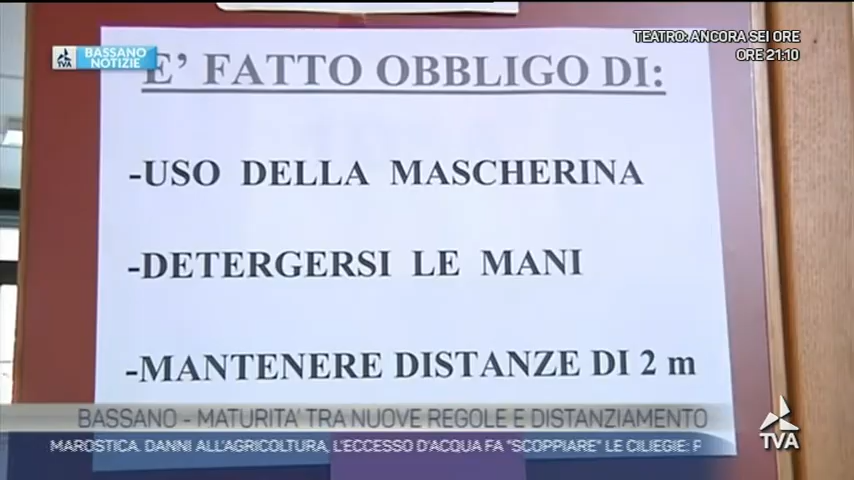 TEATRO: ANCORA SEI ORE
ORE 21:10
TVA
BASSANO
NOTIZIE
E' FATTO OBBLIGO DI:
-USO DELLA MASCHERINA
-DETERGERSI LE MANI
-MANTENERE DISTANZE DI 2 m
BASSANO - MATURITA' TRA NUOVE REGOLE E DISTANZIAMENTO
MAROSTICA. DANNI ALL'AGRICOLTURA, L'ECCESSO D'ACQUA FA "SCOPPIARE" LE CILIEGIE: F
TVA